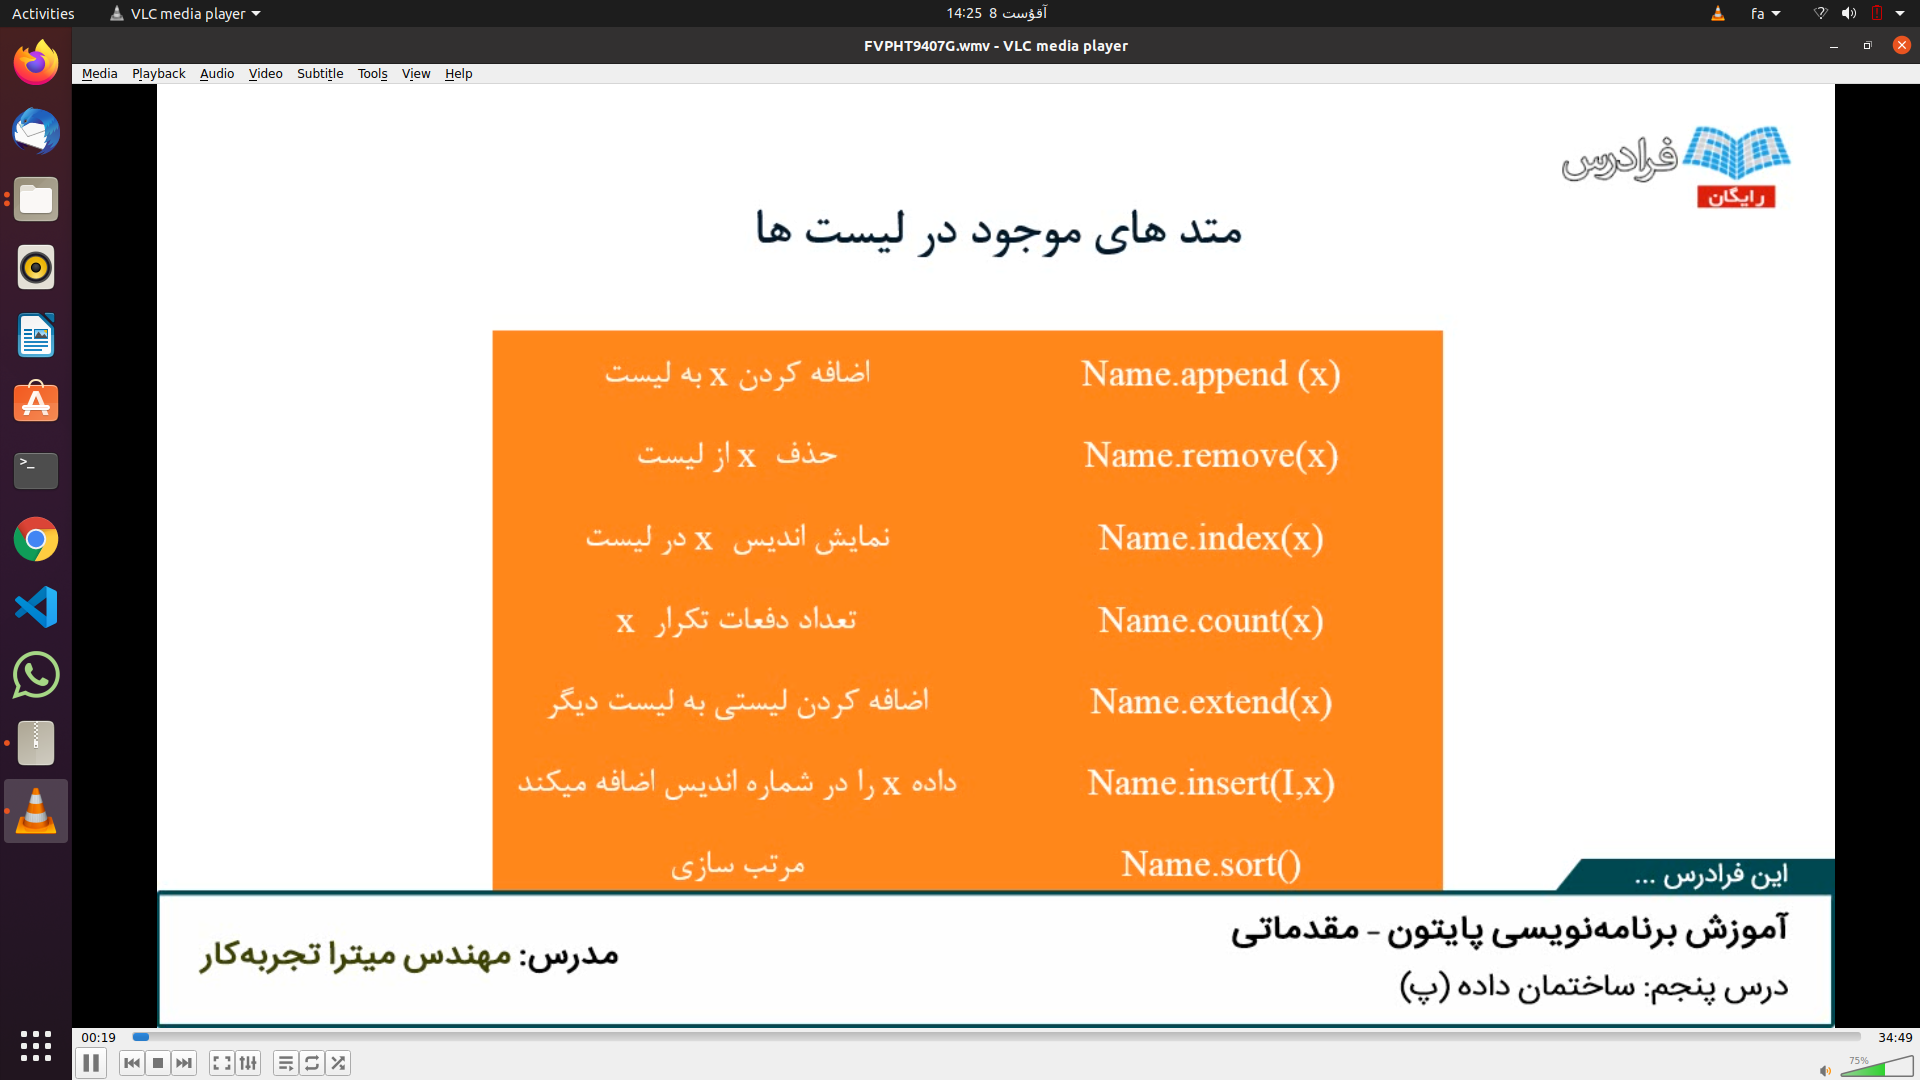 Activities
VLC media player
14:25 8 آقۇست
fa
FVPHT9407G.wmv - VLC media player
Media Playback Audio Video Subtitle Tools View Help
فرادرس
رایگان
متد های موجود در لیست ها
Name.append (x) اضافه کردن x به لیست
Name.remove(x) حذف x از لیست
Name.index(x) نمایش اندیس x در لیست
Name.count(x) تعداد دفعات تکرار x
Name.extend(x) اضافه کردن لیستی به لیست دیگر
Name.insert(I,x) داده x را در شماره اندیس اضافه میکند
Name.sort() مرتب سازی
این فرادرس ...
آموزش برنامه‌نویسی پایتون - مقدماتی
درس پنجم: ساختمان داده (پ)
مدرس: مهندس میترا تجربه‌کار
00:19
34:49
75%